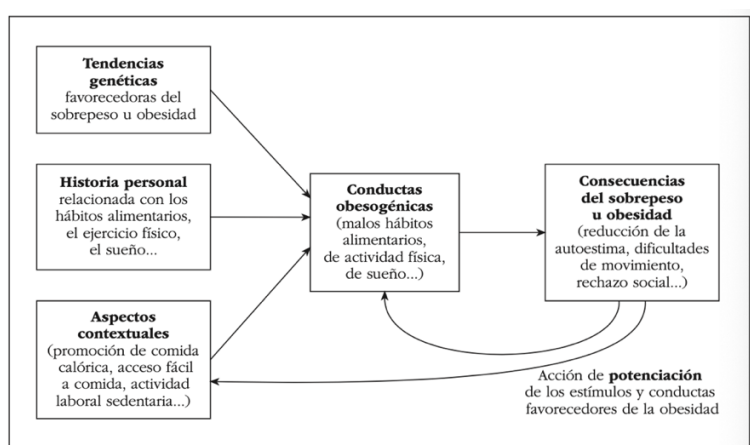 Tendencias
genéticas
favorecedoras del
sobrepeso u obesidad
Historia personal
relacionada con los
hábitos alimentarios,
el ejercicio físico,
el sueño...
Aspectos
contextuales
(promoción de comida
calórica, acceso fácil
a comida, actividad
laboral sedentaria...)
Conductas
obesogénicas
(malos hábitos
alimentarios,
de actividad física,
de sueño...)
Consecuencias
del sobrepeso
u obesidad
(reducción de la
autoestima, dificultades
de movimiento,
rechazo social...)
Acción de potenciación
de los estímulos y conductas
favorecedores de la obesidad